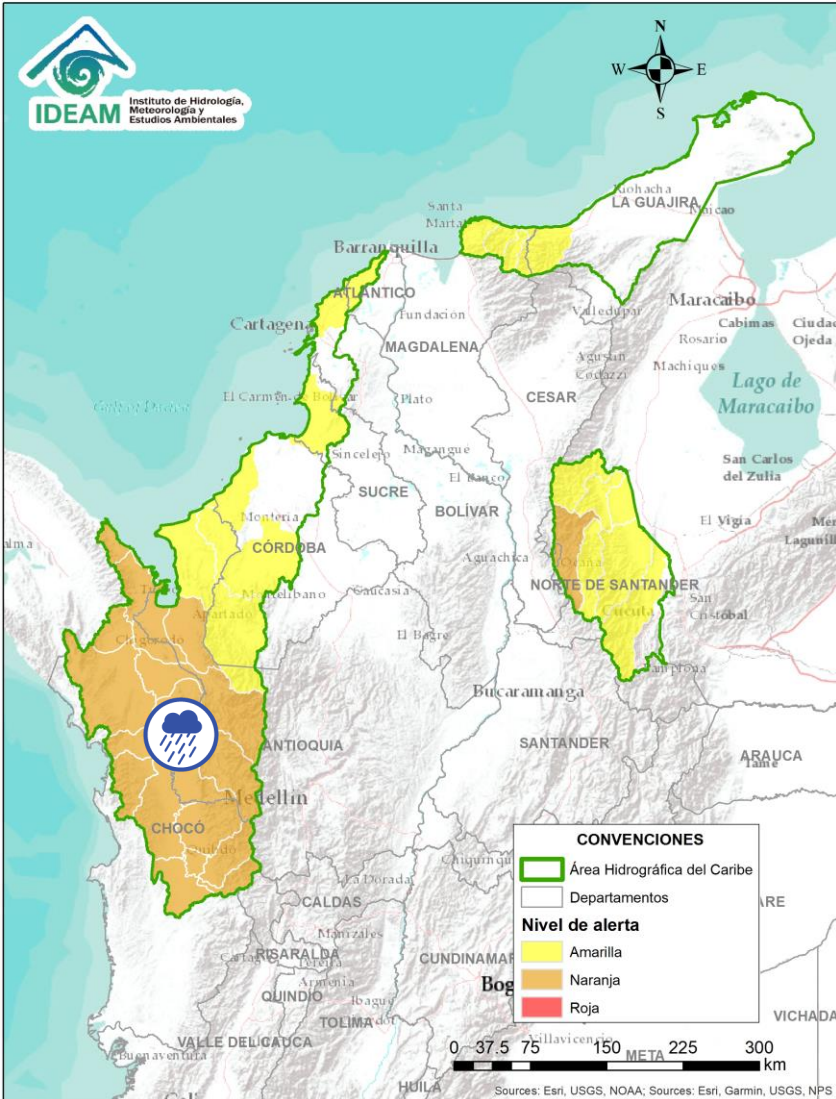 IDEAM
Instituto de Hidrología,
Meteorología y
Estudios Ambientales
N
W
E
S
Riohacha
LA GUAJIRA
Maicao
Santa
Marta
Barranquilla
ATLÁNTICO
Maracaibo
Cartagena
Fundación
Valledupar
Cabimas
Ciudad
Ojeda
MAGDALENA
Rosario
Agustín
Codazzi
Machiques
Lago de
Maracaibo
CESAR
El Carmen de Bolívar
Plato
Sincelejo
Magangue
San Carlos
del Zulia
El Banco
SUCRE
BOLÍVAR
Montería
El Vigía
CÓRDOBA
Aguachica
Ocaña
NORTE DE SANTANDER
Montelibano
Caucasia
San
Cristóbal
Apartadó
Cúcuta
El Bagre
Chigorodó
Pamplona
Bucaramanga
ANTIOQUIA
SANTANDER
ARAUCA
Tame
Medellín
CHOCÓ
Quibdó
La Dorada
CALDAS
Manizales
RISARALDA
Pereira
Armenia
QUINDIO
Ibagué
TOLIMA
VALLE DEL CAUCA
Buenaventura
HUILA
Villavicencio
META
VICHADA
CONVENCIONES
Área Hidrográfica del Caribe
Departamentos
Nivel de alerta
Amarilla
Naranja
Roja
0 37.5 75 150 225 300
km
Sources: Esri, USGS, NOAA; Sources: Esri, Garmin, USGS, NPS